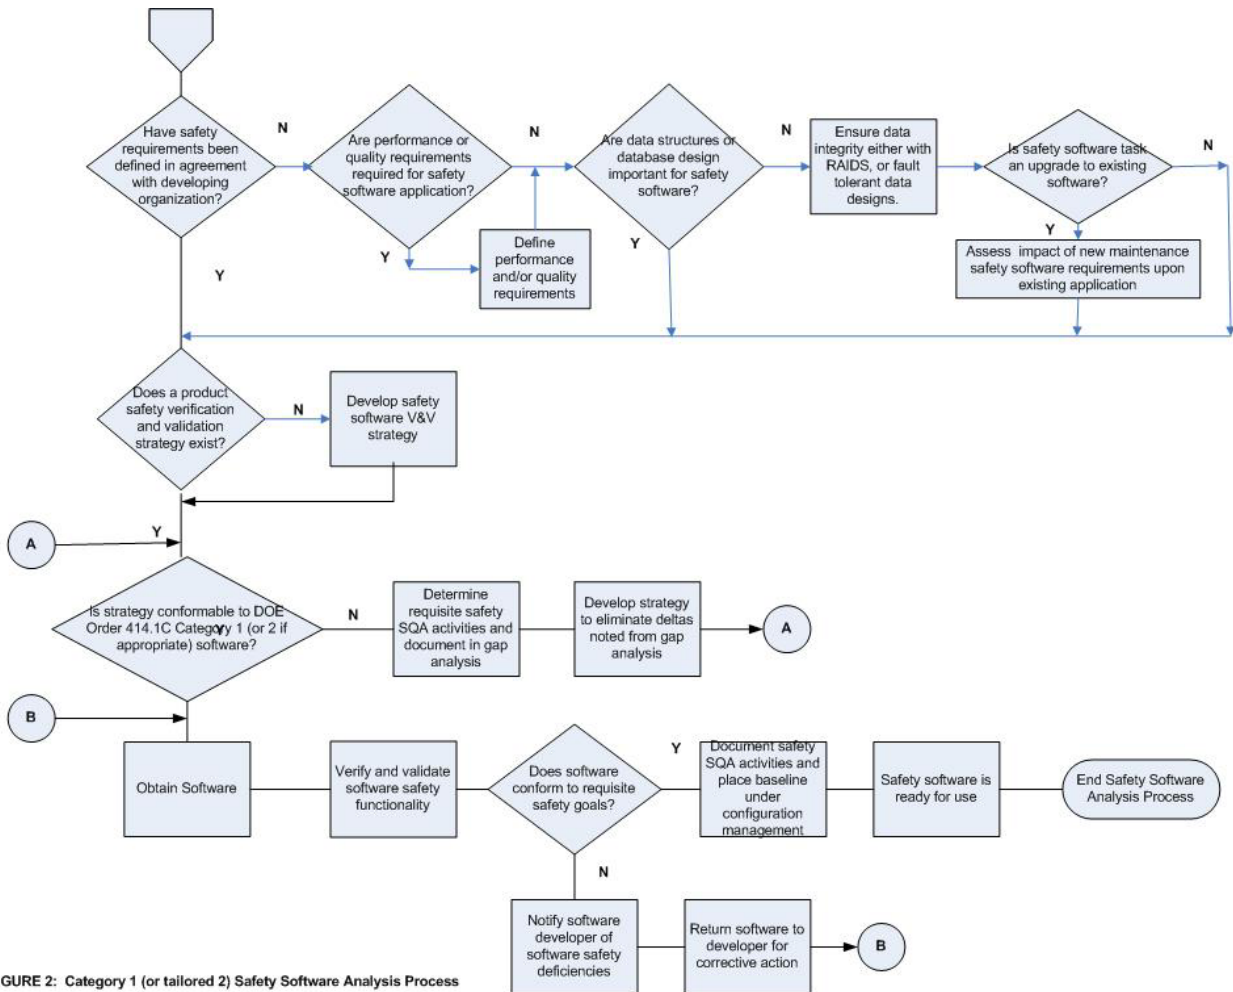 Have safety
requirements been
defined in agreement
with developing
organization?
N
Are performance or
quality requirements
required for safety
software application?
N
Are data structures or
database design
important for safety
software?
N
Ensure data
integrity either with
RAIDS, or fault
tolerant data
designs.
Is safety software task
an upgrade to existing
software?
N
Y
Y
Define
performance
and/or quality
requirements
Y
Y
Assess impact of new maintenance
safety software requirements upon
existing application
Does a product
safety verification
and validation
strategy exist?
N
Develop safety
software V&V
strategy
A
Y
Is strategy conformable to DOE
Order 414.1C Category 1 (or 2 if
appropriate) software?
Y
N
Determine
requisite safety
SQA activities and
document in gap
analysis
Develop strategy
to eliminate deltas
noted from gap
analysis
A
B
Obtain Software
Verify and validate
software safety
functionality
Does software
conform to requisite
safety goals?
Y
Document safety
SQA activities and
place baseline
under
configuration
management
Safety software is
ready for use
End Safety Software
Analysis Process
N
Notify software
developer of
software safety
deficiencies
Return software to
developer for
corrective action
B
GURE 2: Category 1 (or tailored 2) Safety Software Analysis Process